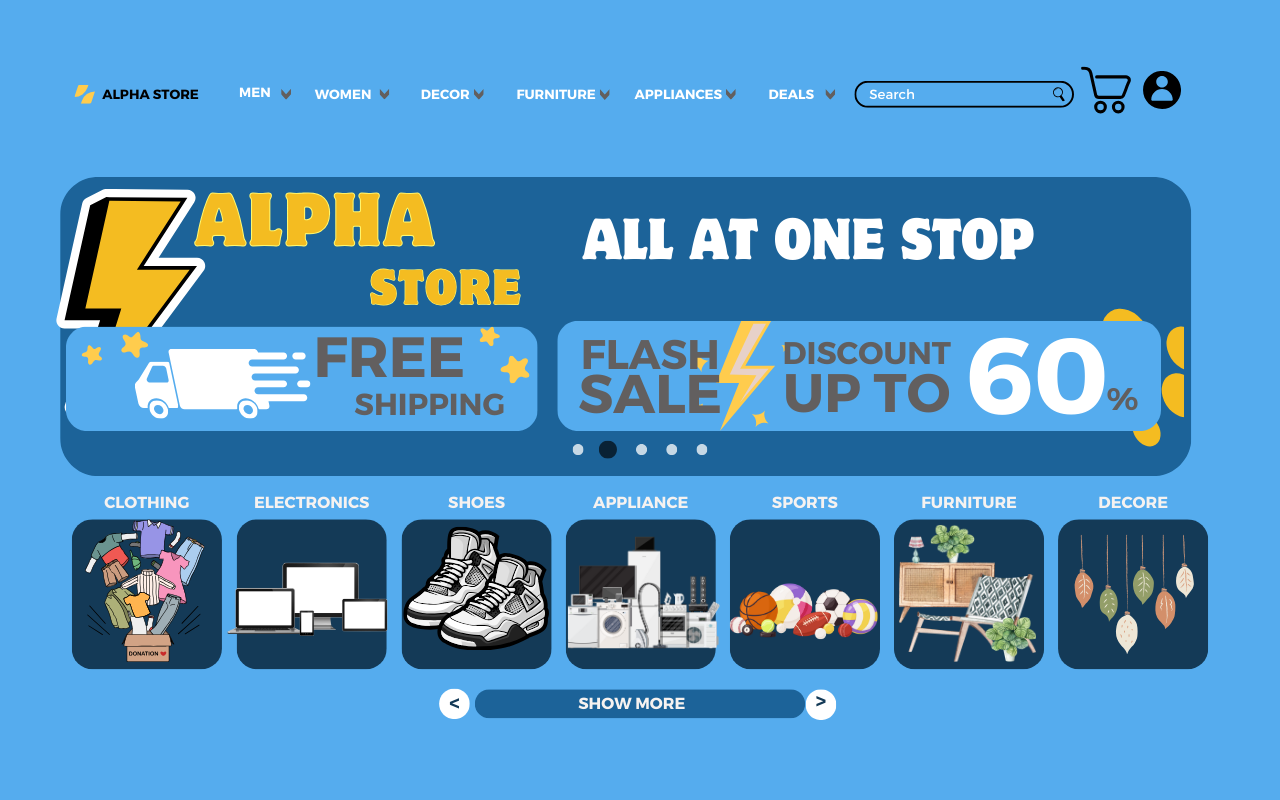 ALPHA STORE
MEN
WOMEN
DECOR
FURNITURE
APPLIANCES
DEALS
Search
ALPHA
STORE
ALL AT ONE STOP
FREE
SHIPPING
FLASH
SALE
DISCOUNT
UP TO
60%
CLOTHING
ELECTRONICS
SHOES
APPLIANCE
SPORTS
FURNITURE
DECORE
DONATION
<
SHOW MORE
>